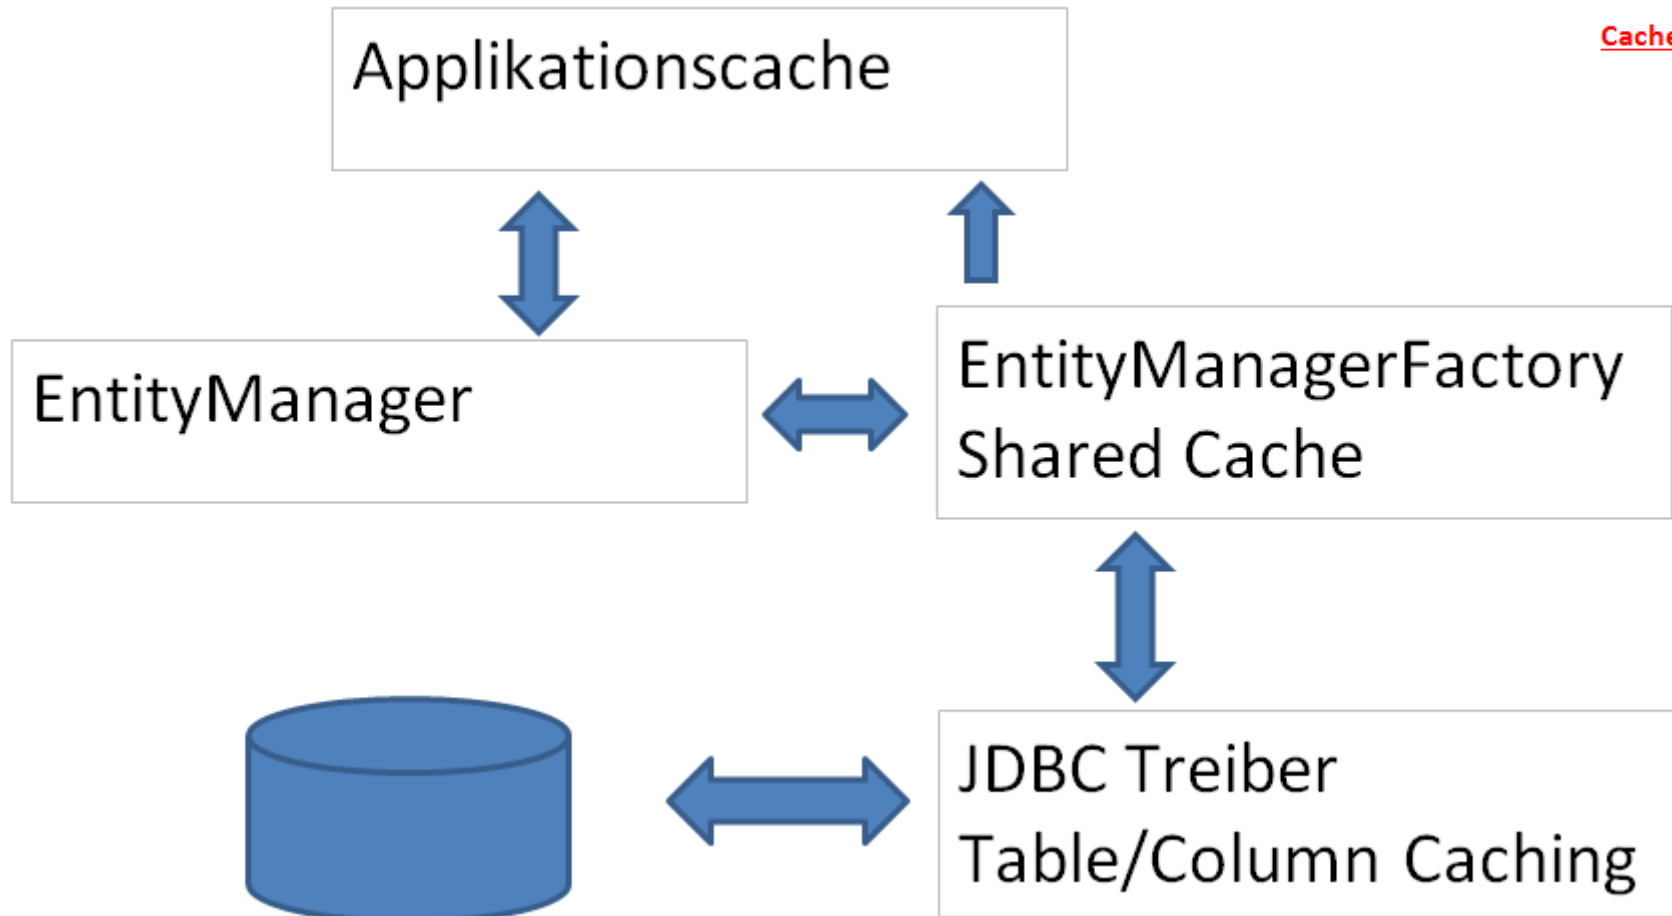 Applikationscache
Cache
EntityManager
EntityManagerFactory
Shared Cache
JDBC Treiber
Table/Column Caching